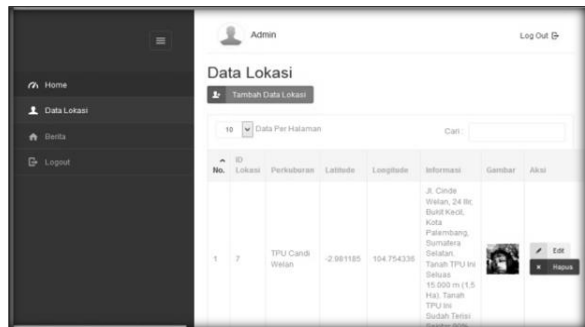 Admin
Log Out
Home
Data Lokasi
Berita
Logout
Data Lokasi
Tambah Data Lokasi
10 Data Per Halaman
Cari :
No.
ID Lokasi
Perkuburan
Latitude
Longitude
Informasi
Gambar
Aksi
1
7
TPU Candi
Welan
-2.981185
104.754336
Jl. Cinde
Welan, 24 Ilir,
Bukit Kecil,
Kota
Palembang,
Sumatera
Selatan.
Tanah TPU Ini
Seluas
15.000 m (1,5
Ha). Tanah
TPU Ini
Sudah Terisi
Sekitar 90%
Edit
Hapus